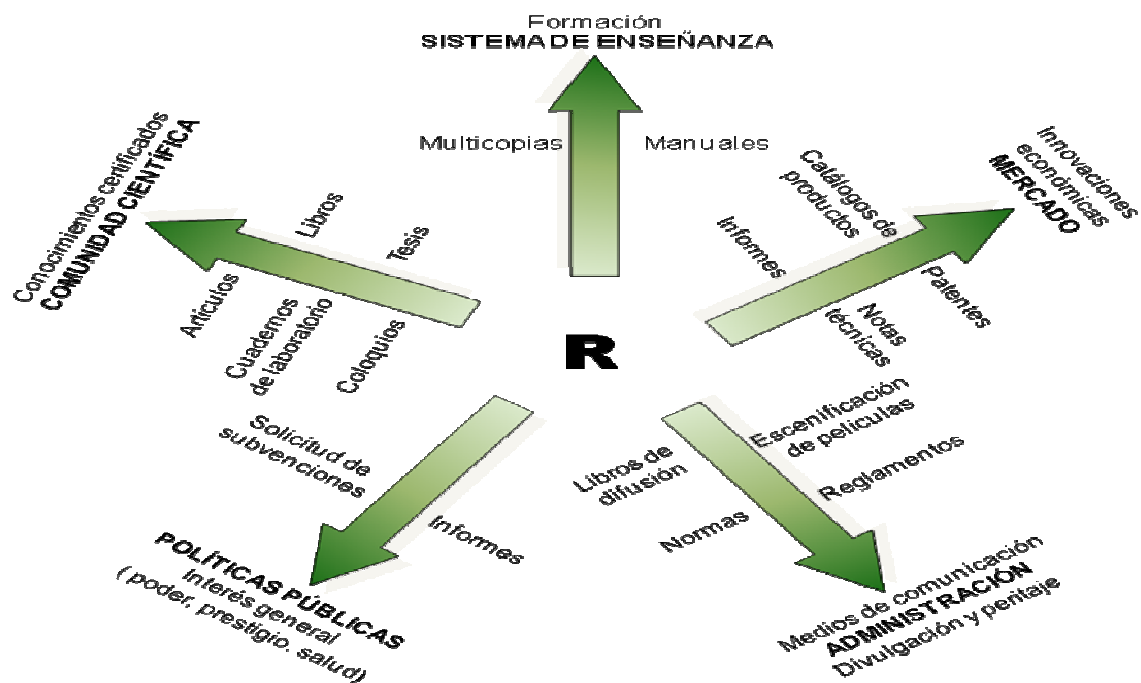 Formación
SISTEMA DE ENSEÑANZA
Multicopias
Manuales
Conocimientos certificados
COMUNIDAD CIENTÍFICA
Libros
Tesis
Artículos
Cuadernos
de laboratorio
Coloquios
Innovaciones
económicas
MERCADO
Catálogos de
productos
Informes
Patentes
Notas
técnicas
R
Solicitud de
subvenciones
Informes
POLÍTICAS PÚBLICAS
Interés general
( poder, prestigio, salud)
Escenificación
de películas
Libros de
difusión
Reglamentos
Normas
Medios de comunicación
ADMINISTRACIÓN
Divulgación y peritaje